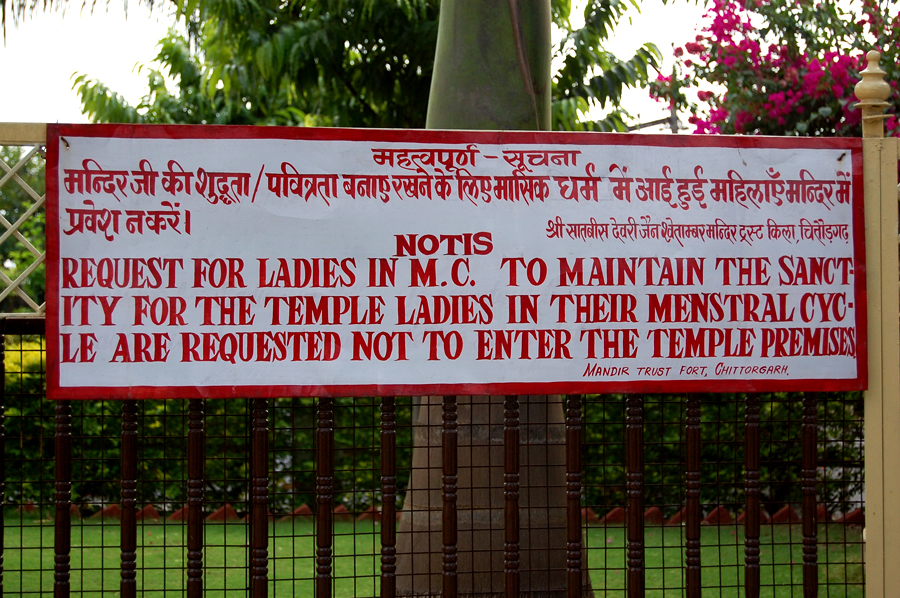 महत्वपूर्ण - सूचना
मन्दिर जी की शुद्धता / पवित्रता बनाए रखने के लिए मासिक धर्म में आई हुई महिलाएँ मन्दिर में
प्रवेश न करें।
श्री सातबीस देवरी जैन श्वेताम्बर मन्दिर ट्रस्ट किला, चित्तौड़गढ़
NOTIS
REQUEST FOR LADIES IN M.C. TO MAINTAIN THE SANCT-
ITY FOR THE TEMPLE LADIES IN THEIR MENSTRAL CYC-
LE ARE REQUESTED NOT TO ENTER THE TEMPLE PREMISES.
MANDIR TRUST FORT, CHITTORGARH.